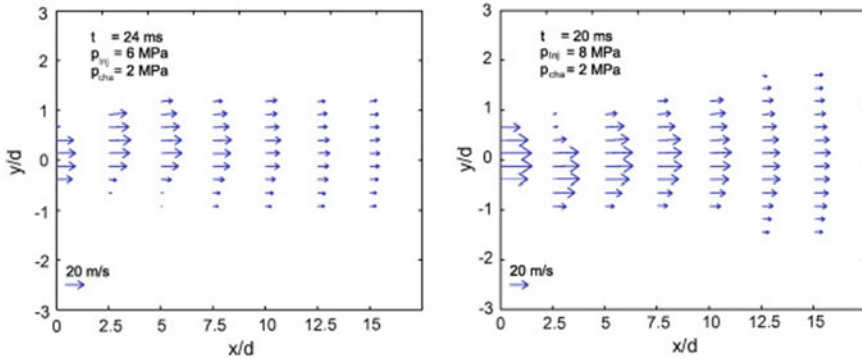 3
2
1
0
-1
-2
-3
y/d
t = 24 ms
p_inj = 6 MPa
p_cha = 2 MPa
20 m/s
0 2.5 5 7.5 10 12.5 15
x/d
3
2
1
0
-1
-2
-3
y/d
t = 20 ms
p_inj = 8 MPa
p_cha = 2 MPa
20 m/s
0 2.5 5 7.5 10 12.5 15
x/d